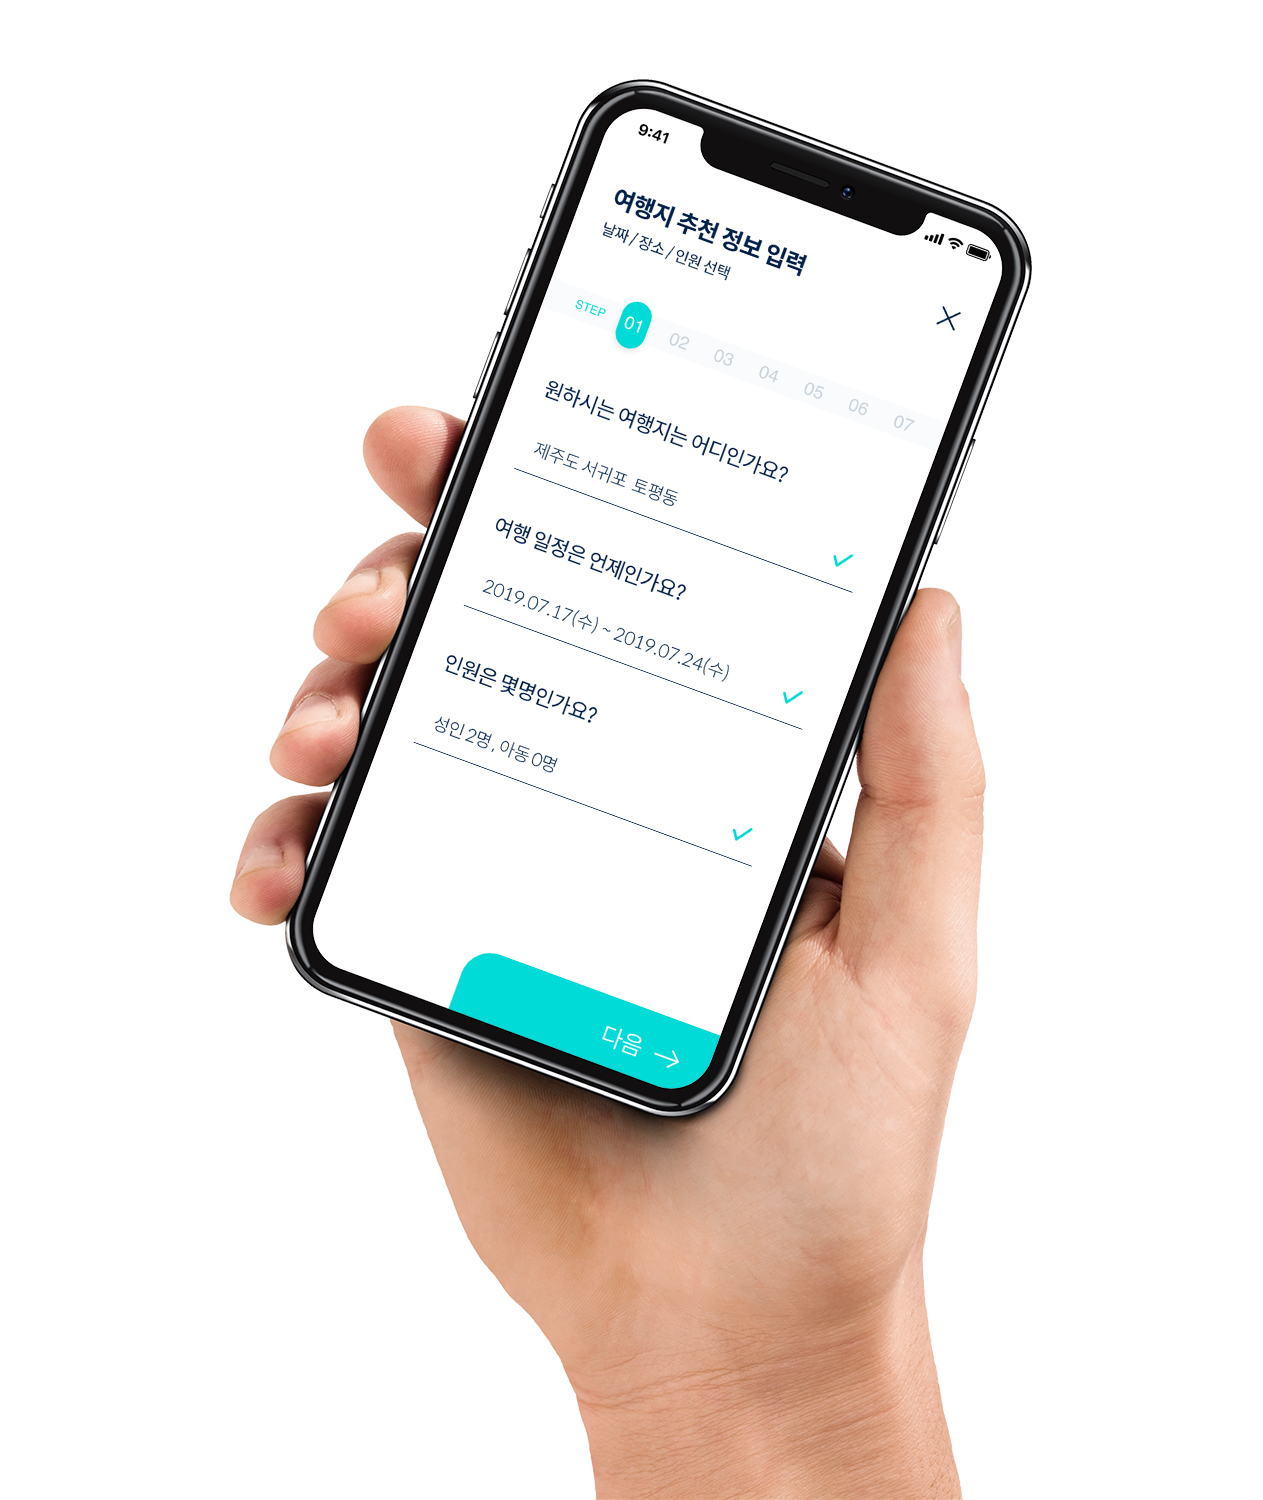 9:41
여행지 추천 정보 입력
날짜 / 장소 / 인원 선택
STEP 01 02 03 04 05 06 07
원하시는 여행지는 어디인가요?
제주도 서귀포 토평동
여행 일정은 언제인가요?
2019.07.17(수) ~ 2019.07.24(수)
인원은 몇명인가요?
성인 2명, 아동 0명
다음